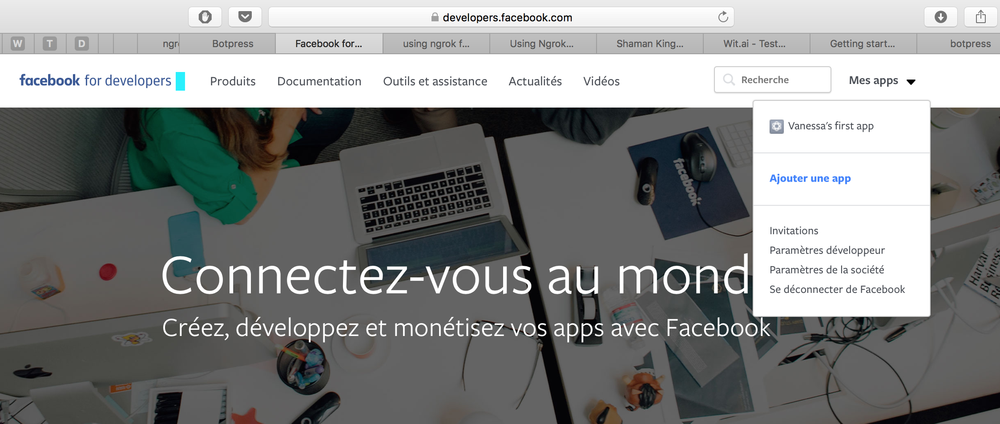 developers.facebook.com
W T D ngr Botpress Facebook for... using ngrok f... Using Ngrok... Shaman King... Wit.ai - Test... Getting start... botpress
facebook for developers Produits Documentation Outils et assistance Actualités Vidéos Recherche Mes apps
Vanessa's first app
Ajouter une app
Invitations
Paramètres développeur
Paramètres de la société
Se déconnecter de Facebook
facebook
Connectez-vous au mond
Créez, développez et monétisez vos apps avec Facebook
Harvard
Business